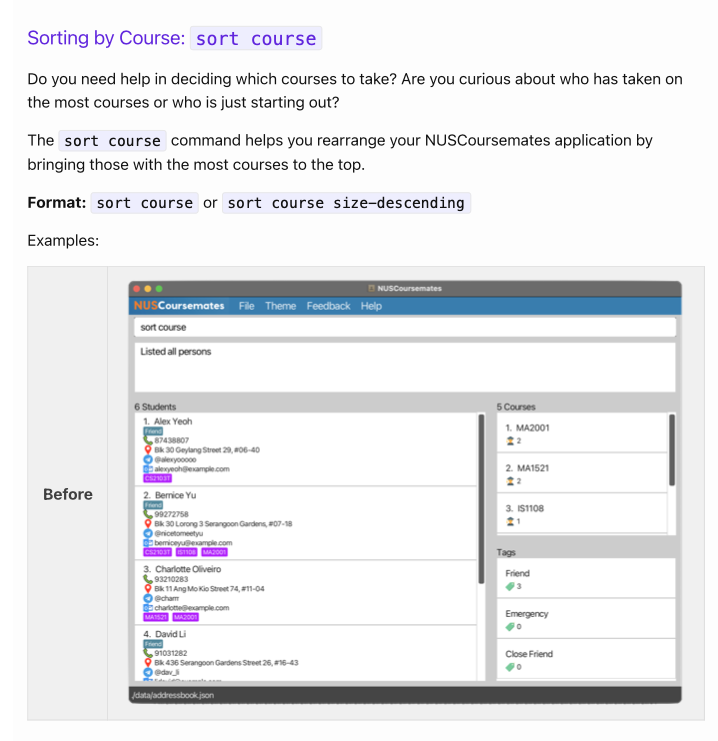 Sorting by Course: sort course
Do you need help in deciding which courses to take? Are you curious about who has taken on
the most courses or who is just starting out?
The sort course command helps you rearrange your NUSCoursemates application by
bringing those with the most courses to the top.
Format: sort course or sort course size-descending
Examples:
Before
NUSCoursemates
NUSCoursemates File Theme Feedback Help
sort course
Listed all persons
6 Students
1. Alex Yeoh
Friend
87438807
Blk 30 Geylang Street 29, #06-40
@alexyooooo
alexyeoh@example.com
CS2103T
2. Bernice Yu
Friend
99272758
Blk 30 Lorong 3 Serangoon Gardens, #07-18
@nicetomeetyu
berniceyu@example.com
CS2103T IS1108 MA2001
3. Charlotte Oliveiro
93210283
Blk 11 Ang Mo Kio Street 74, #11-04
@charrr
charlotte@example.com
MA1521 MA2001
4. David Li
Friend
91031282
Blk 436 Serangoon Gardens Street 26, #16-43
@dav_li
5 Courses
1. MA2001
2
2. MA1521
2
3. IS1108
1
Tags
Friend
3
Emergency
0
Close Friend
0
/data/addressbook.json